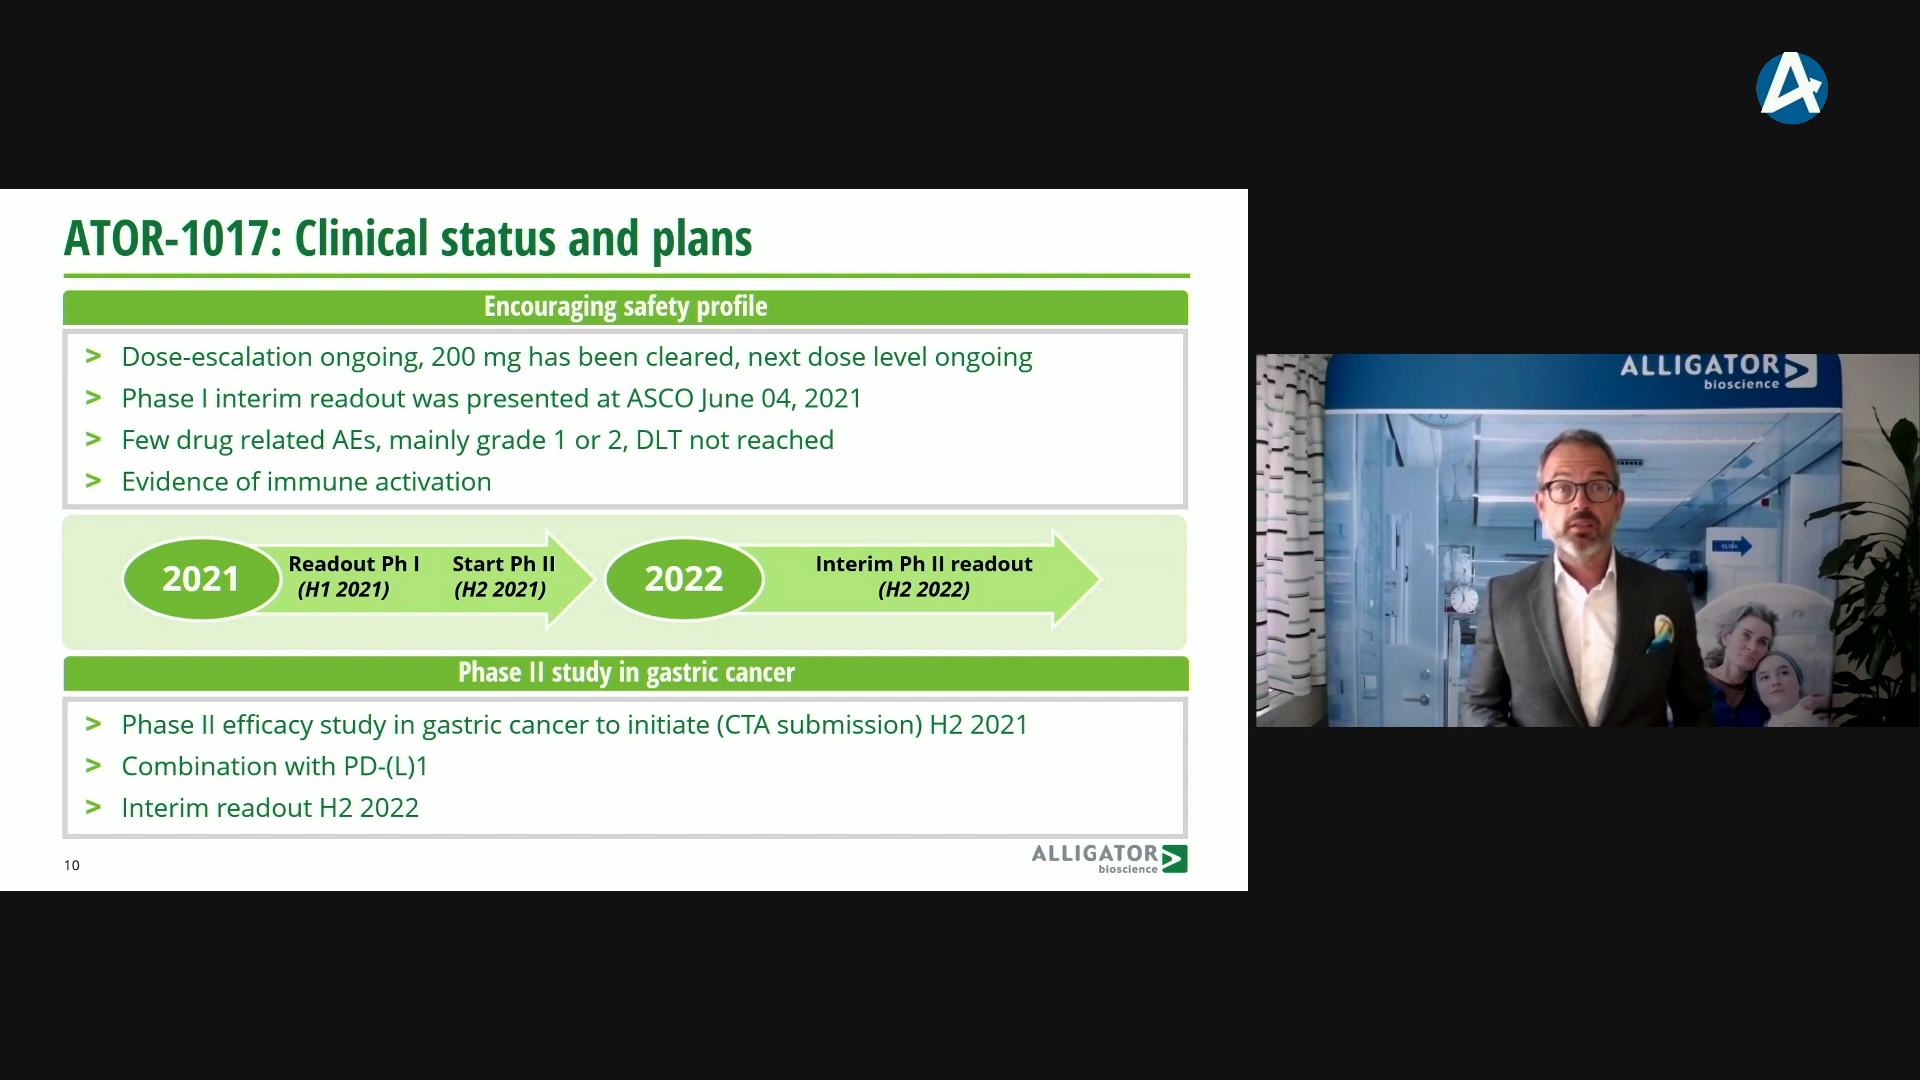 ATOR-1017: Clinical status and plans
Encouraging safety profile
> Dose-escalation ongoing, 200 mg has been cleared, next dose level ongoing
> Phase I interim readout was presented at ASCO June 04, 2021
> Few drug related AEs, mainly grade 1 or 2, DLT not reached
> Evidence of immune activation
2021
Readout Ph I
(H1 2021)
Start Ph II
(H2 2021)
2022
Interim Ph II readout
(H2 2022)
Phase II study in gastric cancer
> Phase II efficacy study in gastric cancer to initiate (CTA submission) H2 2021
> Combination with PD-(L)1
> Interim readout H2 2022
10
ALLIGATOR
bioscience
ALLIGATOR
bioscience